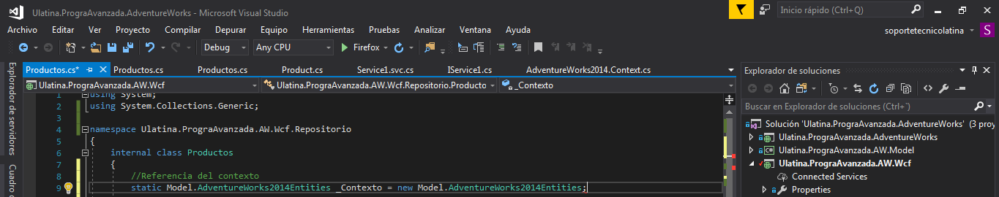 Ulatina.PrograAvanzada.AdventureWorks - Microsoft Visual Studio
Inicio rápido (Ctrl+Q)
Archivo Editar Ver Proyecto Compilar Depurar Equipo Herramientas Pruebas Analizar Ventana Ayuda
soportetecnicolatina S
Debug Any CPU Firefox
Explorador de servidores
Cuadro d
Productos.cs* Productos.cs Productos.cs Product.cs Service1.svc.cs IService1.cs AdventureWorks2014.Context.cs
Ulatina.PrograAvanzada.AW.Wcf Ulatina.PrograAvanzada.AW.Wcf.Repositorio.Producto _Contexto
1 using System;
2 using System.Collections.Generic;
3
4 namespace Ulatina.PrograAvanzada.AW.Wcf.Repositorio
5 {
6 internal class Productos
7 {
8 //Referencia del contexto
9 static Model.AdventureWorks2014Entities _Contexto = new Model.AdventureWorks2014Entities;
Explorador de soluciones
Buscar en Explorador de soluciones (Ctrl+`)
Solución 'Ulatina.PrograAvanzada.AdventureWorks' (3 proy
Ulatina.PrograAvanzada.AdventureWorks
C# Ulatina.PrograAvanzada.AW.Model
Ulatina.PrograAvanzada.AW.Wcf
Connected Services
Properties